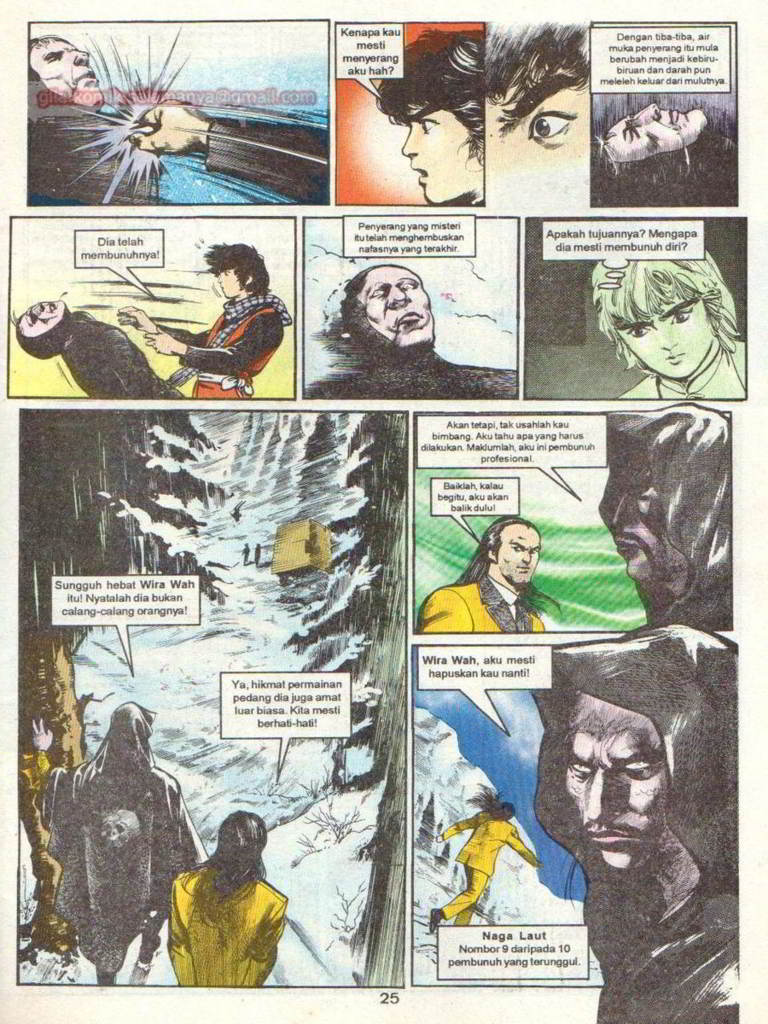 Kenapa kau
mesti
menyerang
aku hah?
Dengan tiba-tiba, air
muka penyerang itu mula
berubah menjadi kebiru-
biruan dan darah pun
meleleh keluar dari mulutnya.
Dia telah
membunuhnya!
Penyerang yang misteri
itu telah menghembuskan
nafasnya yang terakhir.
Apakah tujuannya? Mengapa
dia mesti membunuh diri?
Sungguh hebat Wira Wah
itu! Nyatalah dia bukan
calang-calang orangnya!
Ya, hikmat permainan
pedang dia juga amat
luar biasa. Kita mesti
berhati-hati!
Akan tetapi, tak usahlah kau
bimbang. Aku tahu apa yang harus
dilakukan. Maklumlah, aku ini pembunuh
profesional.
Baiklah, kalau
begitu, aku akan
balik dulu!
Wira Wah, aku mesti
hapuskan kau nanti!
Naga Laut
Nombor 9 daripada 10
pembunuh yang terunggul.
25